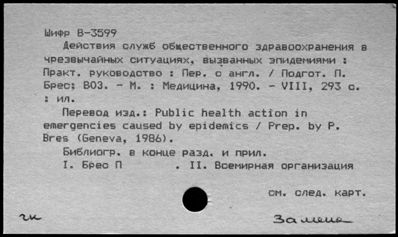 Шифр В-3599
Действия служб общественного здравоохранения в
чрезвычайных ситуациях, вызванных эпидемиями :
Практ. руководство : Пер. с англ. / Подгот. П.
Брес; ВОЗ. - М. : Медицина, 1990. - VIII, 293 с.
: ил.
Перевод изд.: Public health action in
emergencies caused by epidemics / Prep. by P.
Bres (Geneva, 1986).
Библиогр. в конце разд. и прил.
I. Брес П . II. Всемирная организация
см. след. карт.
чк Замена